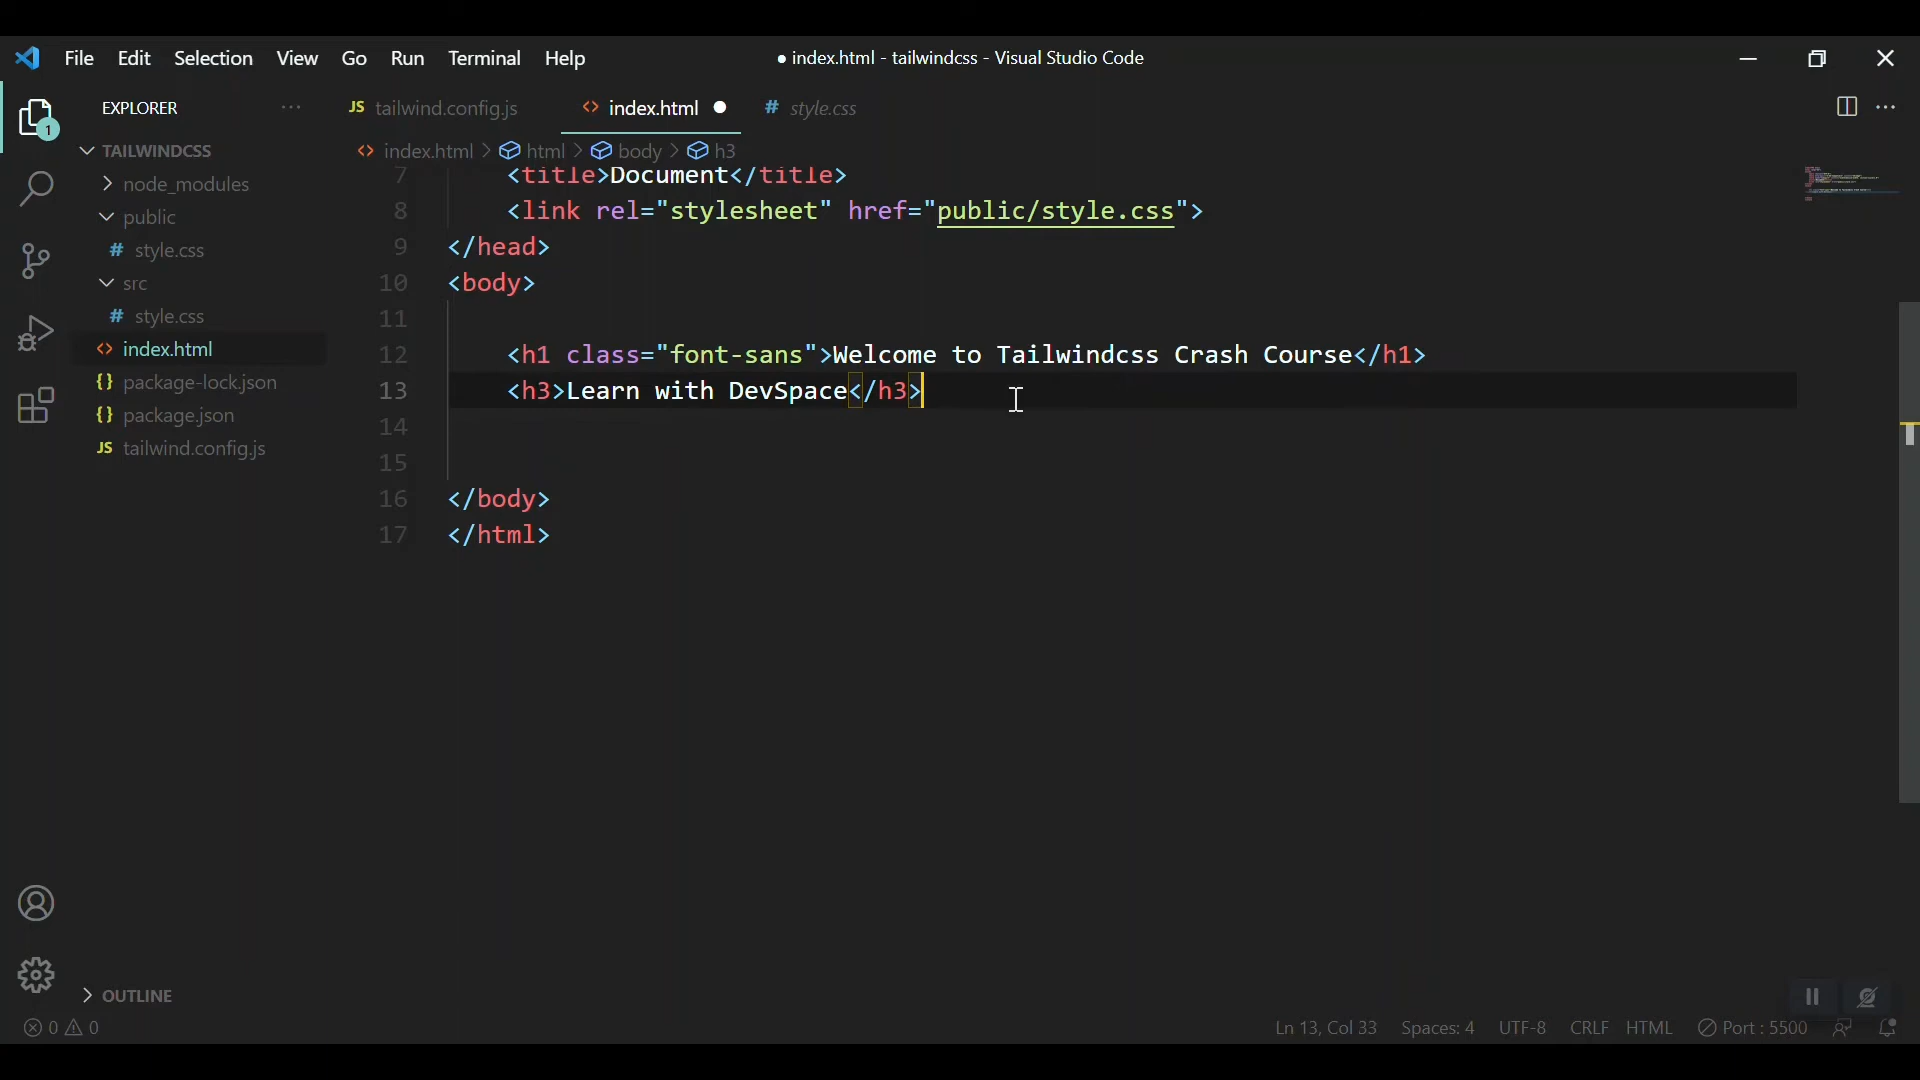 File Edit Selection View Go Run Terminal Help
● index.html - tailwindcss - Visual Studio Code
EXPLORER ···
JS tailwind.config.js <> index.html ● # style.css
1
TAILWINDCSS
<> index.html > html > body > h3
node_modules
public
# style.css
src
# style.css
<> index.html
{} package-lock.json
{} package.json
JS tailwind.config.js
7 <title>Document</title>
8 <link rel="stylesheet" href="public/style.css">
9 </head>
10 <body>
11
12 <h1 class="font-sans">Welcome to Tailwindcss Crash Course</h1>
13 <h3>Learn with DevSpace</h3>
14
15
16 </body>
17 </html>
OUTLINE
0 0
Ln 13, Col 33 Spaces: 4 UTF-8 CRLF HTML Port : 5500